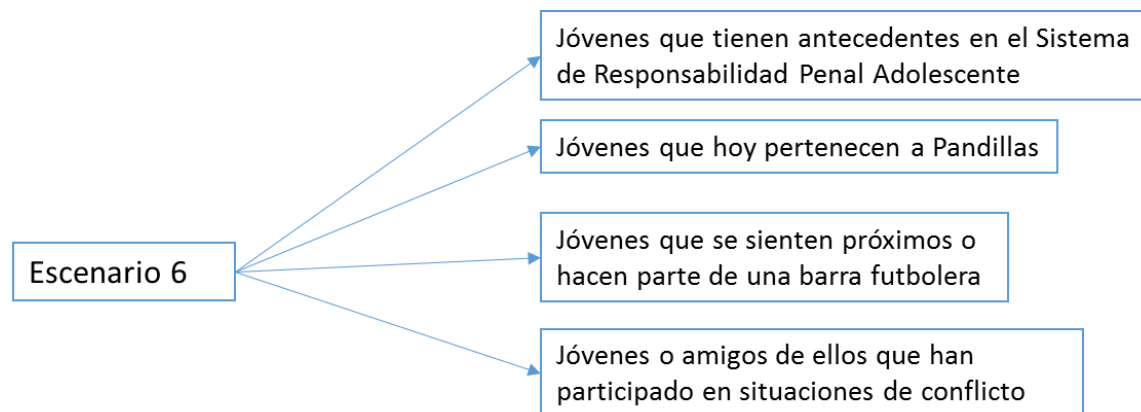 Jóvenes que tienen antecedentes en el Sistema
de Responsabilidad Penal Adolescente
Jóvenes que hoy pertenecen a Pandillas
Escenario 6
Jóvenes que se sienten próximos o
hacen parte de una barra futbolera
Jóvenes o amigos de ellos que han
participado en situaciones de conflicto